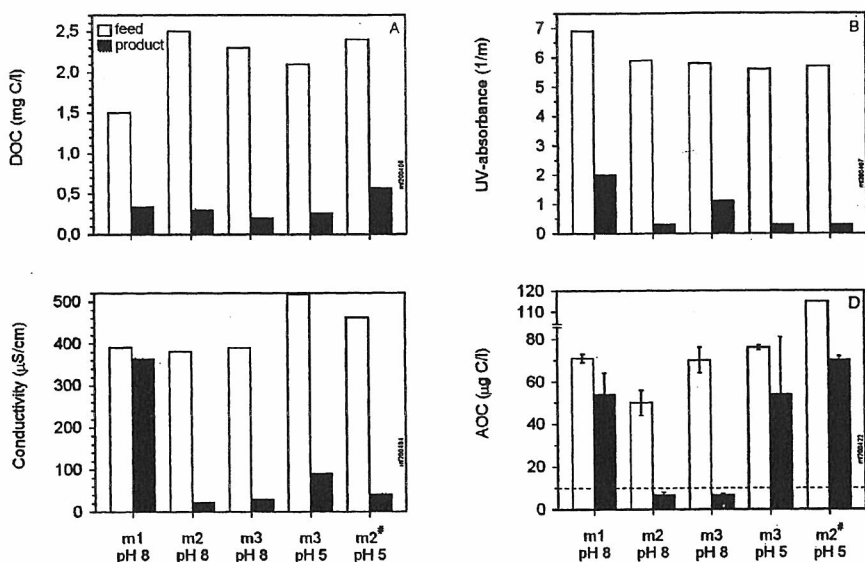 DOC (mg C/l)
2,5
2,0
1,5
1,0
0,5
0,0
feed
product
A
UV-absorbance (1/m)
7
6
5
4
3
2
1
0
B
Conductivity (µS/cm)
500
400
300
200
100
0
m1 pH 8
m2 pH 8
m3 pH 8
m3 pH 5
m2# pH 5
AOC (µg C/l)
120
110
80
60
40
20
0
D
m1 pH 8
m2 pH 8
m3 pH 8
m3 pH 5
m2# pH 5